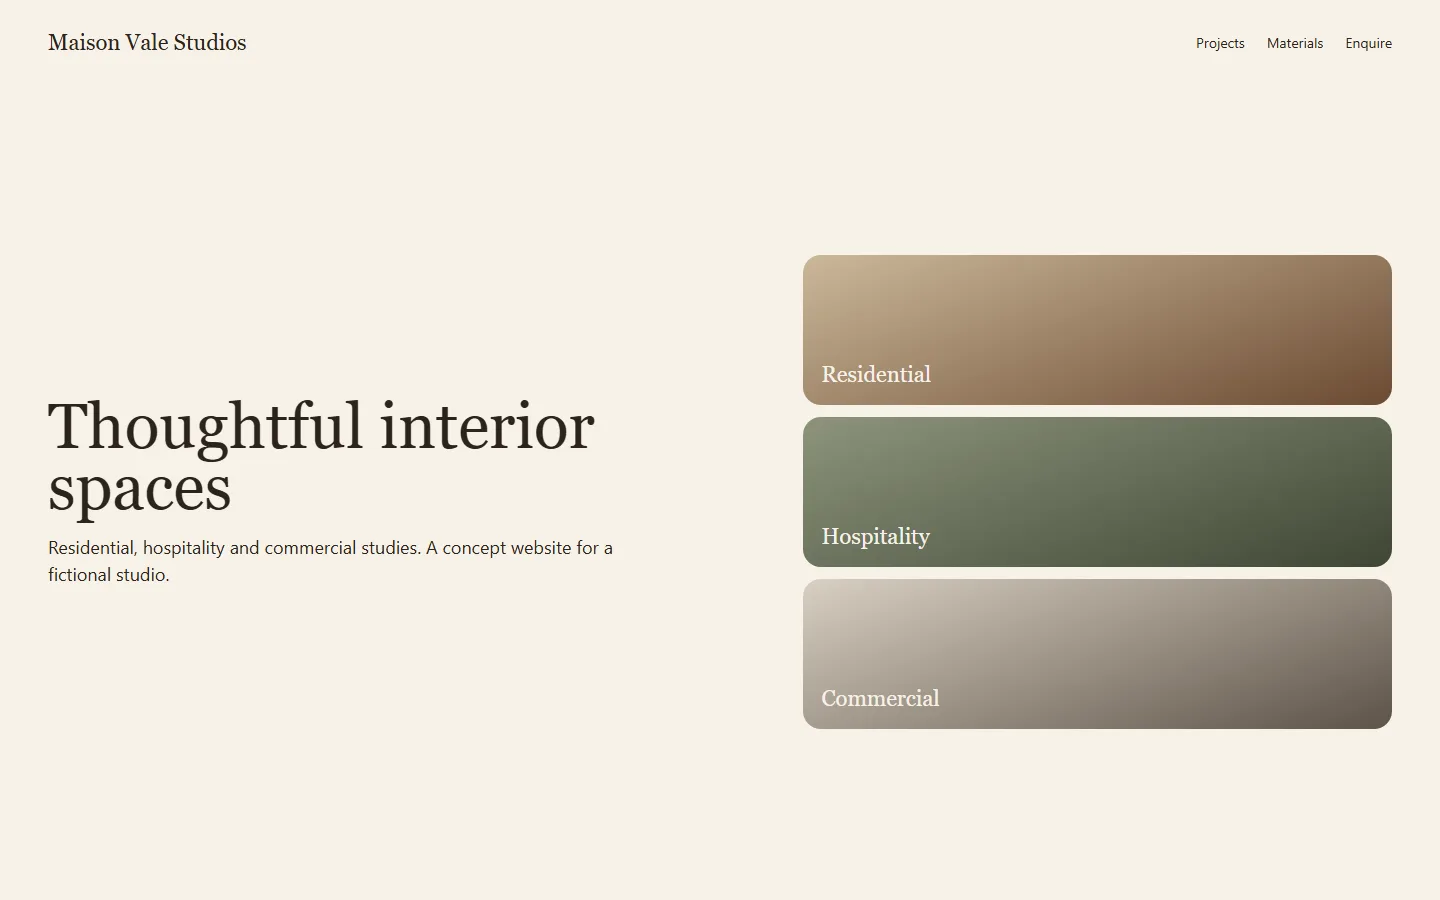 Maison Vale Studios
Projects Materials Enquire
Thoughtful interior
spaces
Residential, hospitality and commercial studies. A concept website for a
fictional studio.
Residential
Hospitality
Commercial